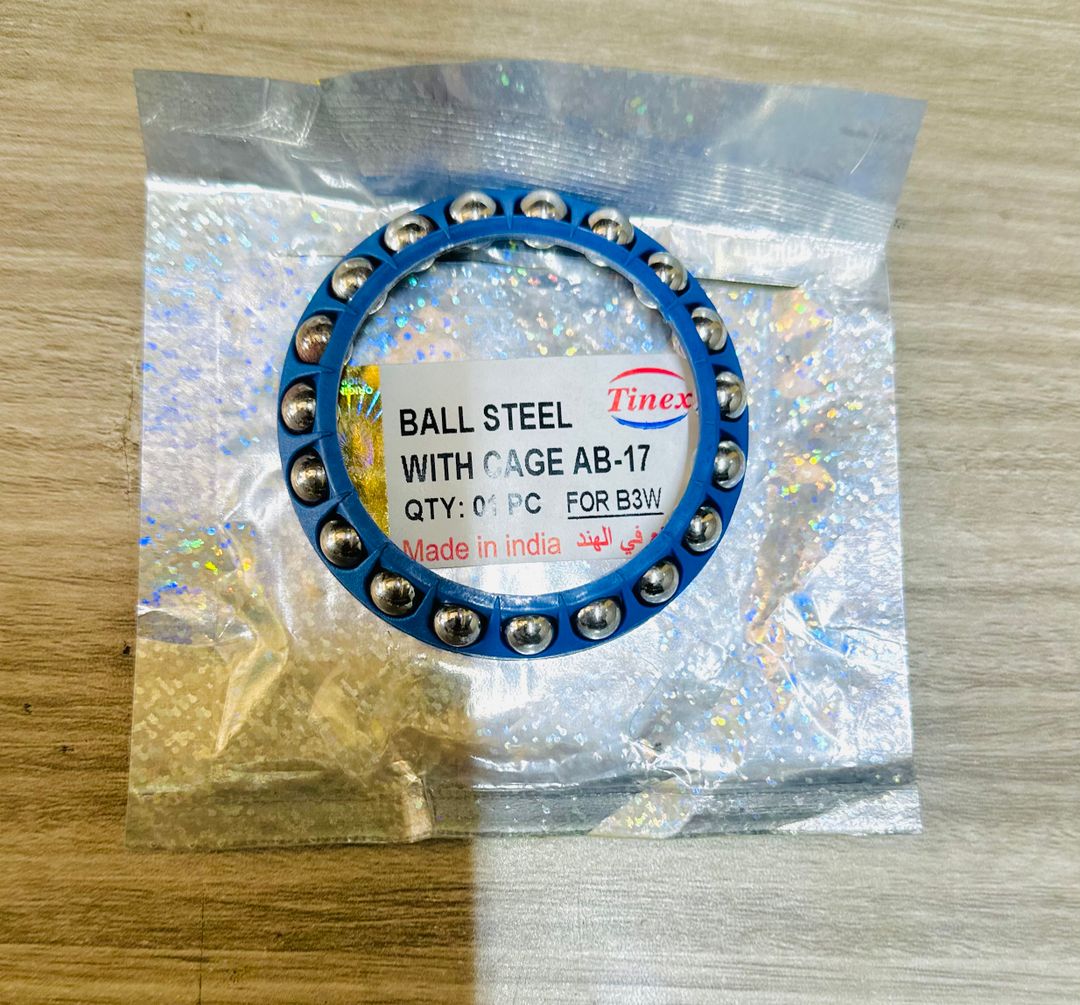 Tinex
BALL STEEL
WITH CAGE AB-17
QTY: 01 PC FOR B3W
Made in india في الهند